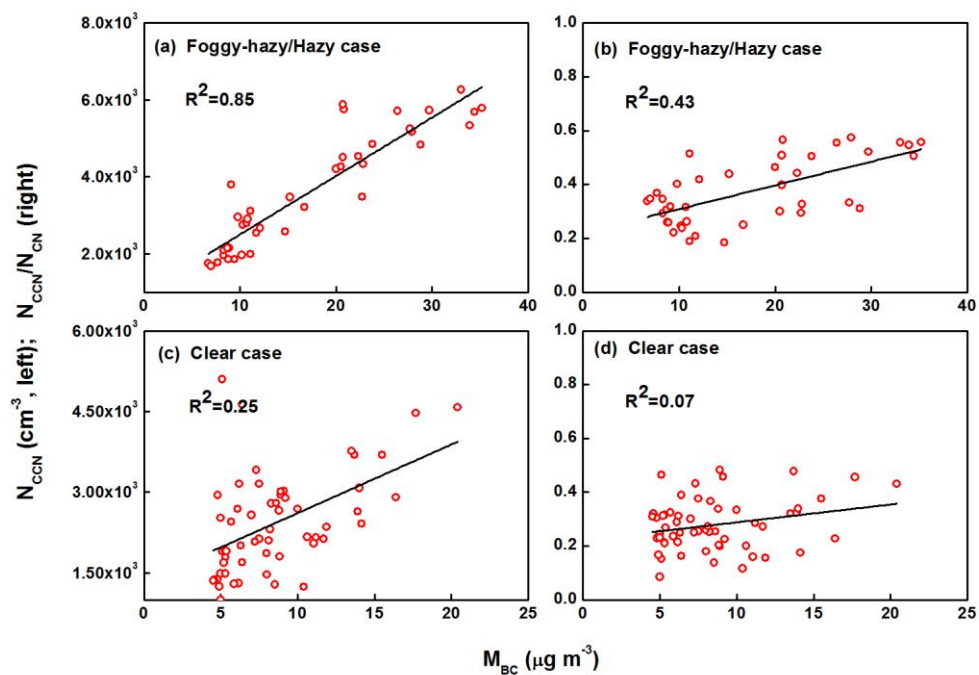 N_CCN (cm⁻³, left); N_CCN/N_CN (right)
8.0x10³
6.0x10³
4.0x10³
2.0x10³
0 10 20 30 40
(a) Foggy-hazy/Hazy case
R²=0.85
1.0
0.8
0.6
0.4
0.2
0.0
0 10 20 30 40
(b) Foggy-hazy/Hazy case
R²=0.43
6.00x10³
4.50x10³
3.00x10³
1.50x10³
0 5 10 15 20 25
(c) Clear case
R²=0.25
1.0
0.8
0.6
0.4
0.2
0.0
0 5 10 15 20 25
(d) Clear case
R²=0.07
M_BC (μg m⁻³)